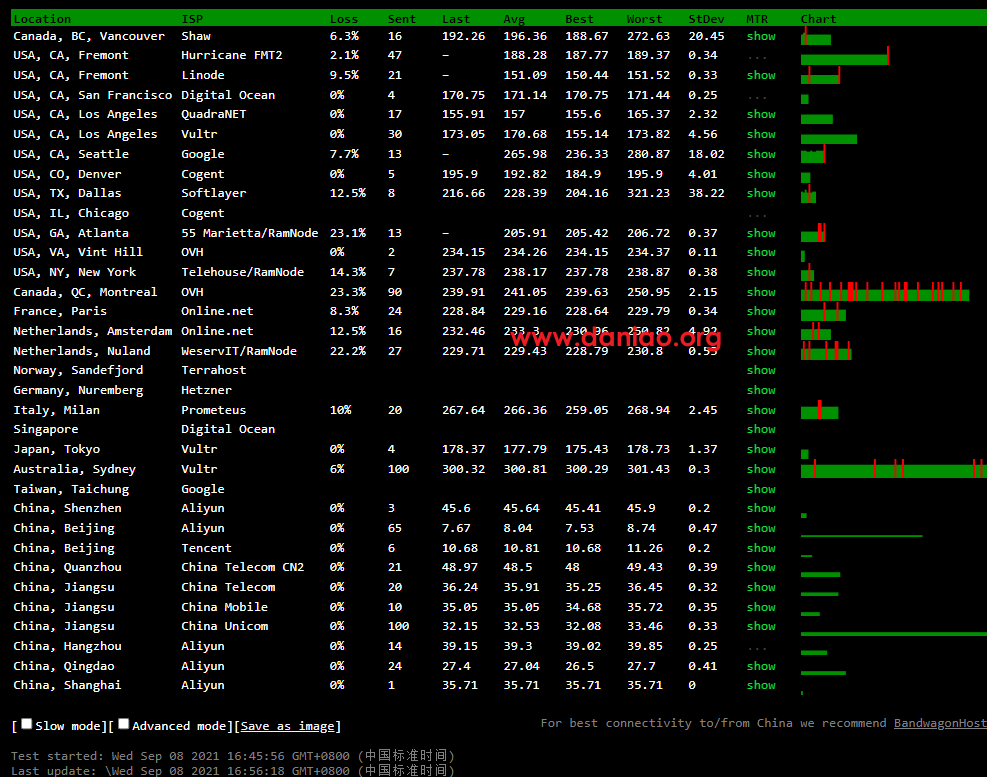 Location ISP Loss Sent Last Avg Best Worst StDev MTR Chart
Canada, BC, Vancouver Shaw 6.3% 16 192.26 196.36 188.67 272.63 20.45 show
USA, CA, Fremont Hurricane FMT2 2.1% 47 – 188.28 187.77 189.37 0.34 ...
USA, CA, Fremont Linode 9.5% 21 – 151.09 150.44 151.52 0.33 show
USA, CA, San Francisco Digital Ocean 0% 4 170.75 171.14 170.75 171.44 0.25 ...
USA, CA, Los Angeles QuadraNET 0% 17 155.91 157 155.6 165.37 2.32 show
USA, CA, Los Angeles Vultr 0% 30 173.05 170.68 155.14 173.82 4.56 show
USA, CA, Seattle Google 7.7% 13 – 265.98 236.33 280.87 18.02 show
USA, CO, Denver Cogent 0% 5 195.9 192.82 184.9 195.9 4.01 show
USA, TX, Dallas Softlayer 12.5% 8 216.66 228.39 204.16 321.23 38.22 show
USA, IL, Chicago Cogent ...
USA, GA, Atlanta 55 Marietta/RamNode 23.1% 13 – 205.91 205.42 206.72 0.37 show
USA, VA, Vint Hill OVH 0% 2 234.15 234.26 234.15 234.37 0.11 show
USA, NY, New York Telehouse/RamNode 14.3% 7 237.78 238.17 237.78 238.87 0.38 show
Canada, QC, Montreal OVH 23.3% 90 239.91 241.05 239.63 250.95 2.15 show
France, Paris Online.net 8.3% 24 228.84 229.16 228.64 229.79 0.34 show
Netherlands, Amsterdam Online.net 12.5% 16 232.46 233.3 230.96 250.82 4.92 show
www.daniao.org
Netherlands, Nuland WeservIT/RamNode 22.2% 27 229.71 229.43 228.79 230.8 0.55 show
Norway, Sandefjord Terrahost show
Germany, Nuremberg Hetzner show
Italy, Milan Prometeus 10% 20 267.64 266.36 259.05 268.94 2.45 show
Singapore Digital Ocean show
Japan, Tokyo Vultr 0% 4 178.37 177.79 175.43 178.73 1.37 show
Australia, Sydney Vultr 6% 100 300.32 300.81 300.29 301.43 0.3 show
Taiwan, Taichung Google show
China, Shenzhen Aliyun 0% 3 45.6 45.64 45.41 45.9 0.2 show
China, Beijing Aliyun 0% 65 7.67 8.04 7.53 8.74 0.47 show
China, Beijing Tencent 0% 6 10.68 10.81 10.68 11.26 0.2 show
China, Quanzhou China Telecom CN2 0% 21 48.97 48.5 48 49.43 0.39 show
China, Jiangsu China Telecom 0% 20 36.24 35.91 35.25 36.45 0.32 show
China, Jiangsu China Mobile 0% 10 35.05 35.05 34.68 35.72 0.35 show
China, Jiangsu China Unicom 0% 100 32.15 32.53 32.08 33.46 0.33 show
China, Hangzhou Aliyun 0% 14 39.15 39.3 39.02 39.85 0.25 ...
China, Qingdao Aliyun 0% 24 27.4 27.04 26.5 27.7 0.41 show
China, Shanghai Aliyun 0% 1 35.71 35.71 35.71 35.71 0 show
[ Slow mode][ Advanced mode][Save as image] For best connectivity to/from China we recommend BandwagonHost
Test started: Wed Sep 08 2021 16:45:56 GMT+0800 (中国标准时间)
Last update: \Wed Sep 08 2021 16:56:18 GMT+0800 (中国标准时间)